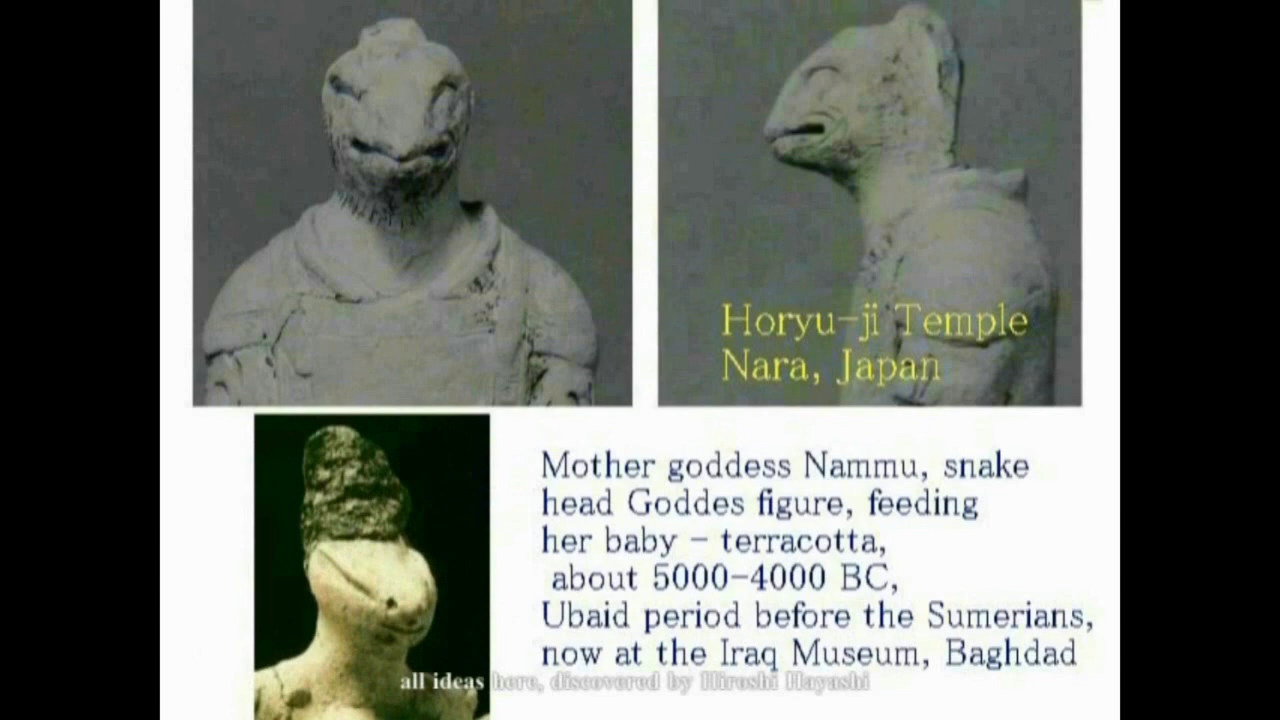 Horyu-ji Temple
Nara, Japan
Mother goddess Nammu, snake
head Goddes figure, feeding
her baby - terracotta,
about 5000-4000 BC,
Ubaid period before the Sumerians,
now at the Iraq Museum, Baghdad
all ideas here, discovered by Hiroshi Hayashi